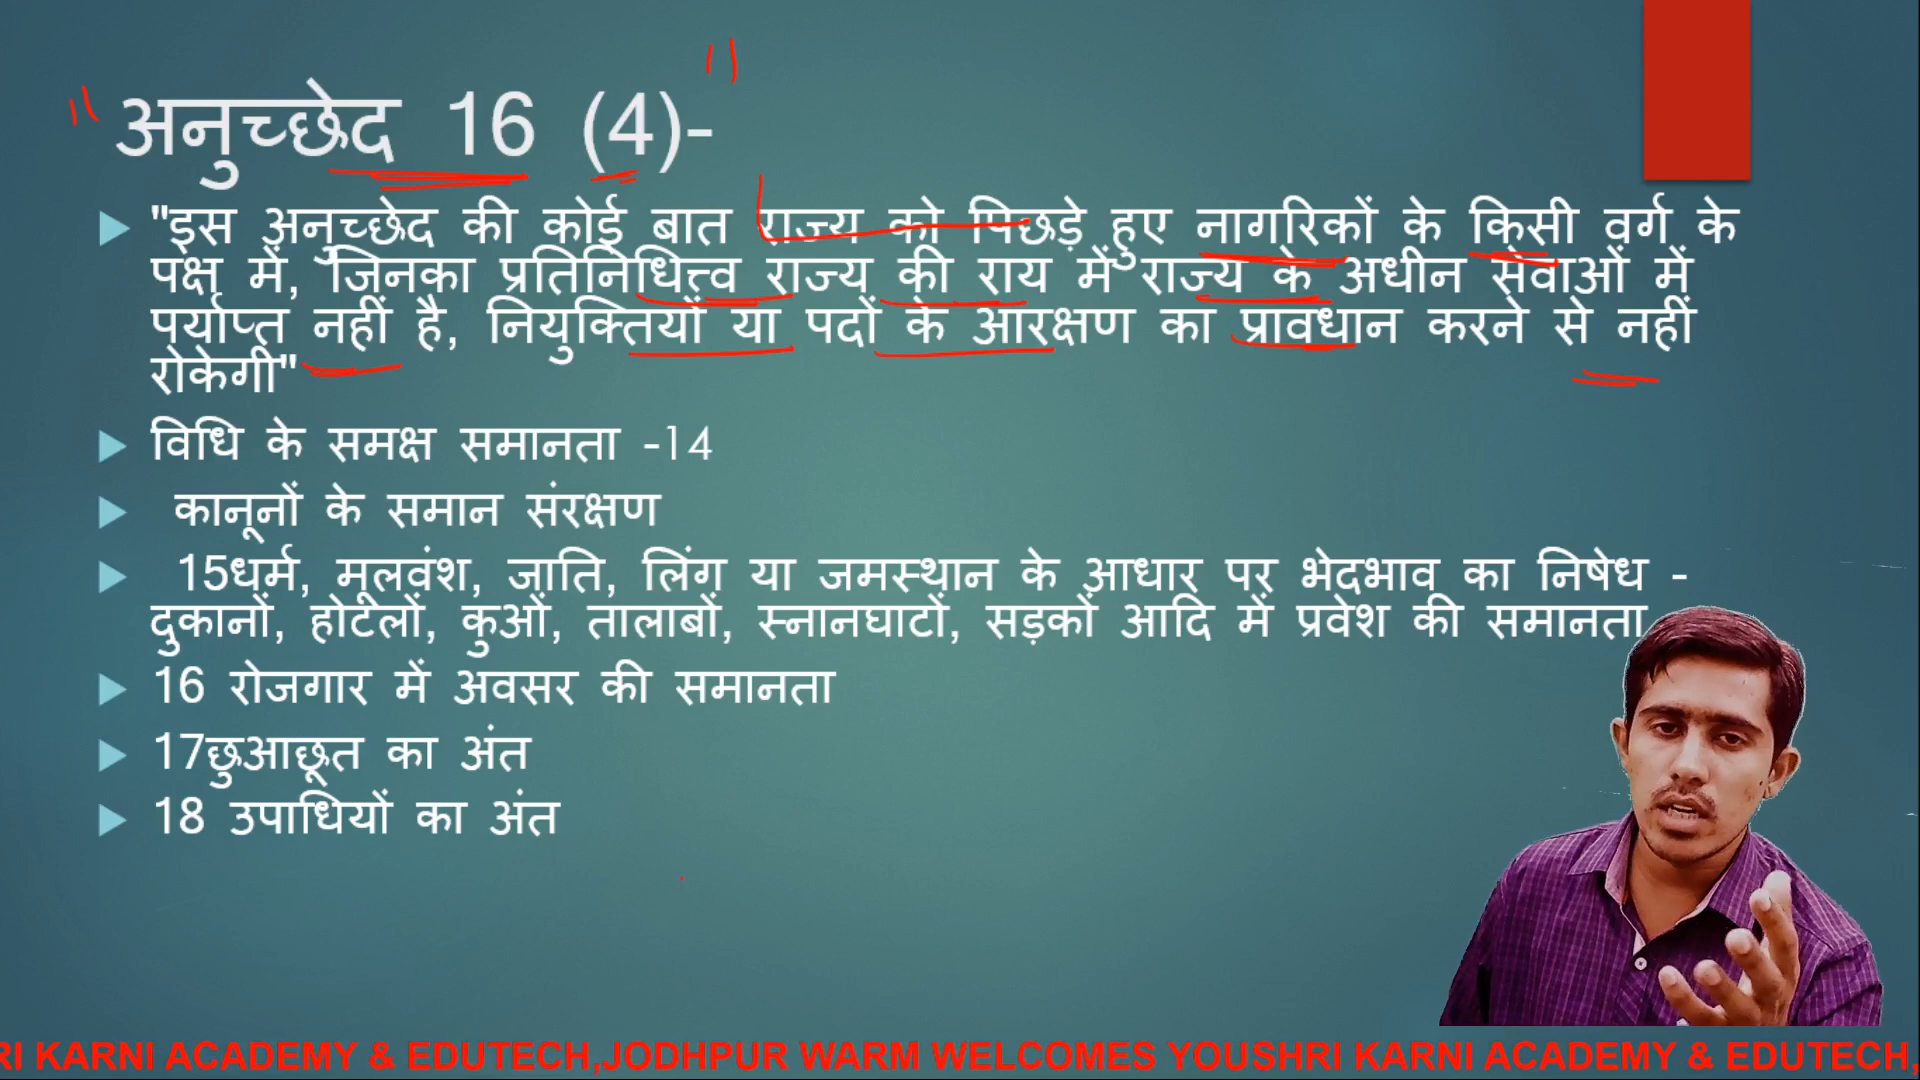 अनुच्छेद 16 (4)-
"इस अनुच्छेद की कोई बात राज्य को पिछड़े हुए नागरिकों के किसी वर्ग के
पक्ष में, जिनका प्रतिनिधित्त्व राज्य की राय में राज्य के अधीन सेवाओं में
पर्याप्त नहीं है, नियुक्तियों या पदों के आरक्षण का प्रावधान करने से नहीं
रोकेगी"
विधि के समक्ष समानता -14
कानूनों के समान संरक्षण
15धर्म, मूलवंश, जाति, लिंग या जमस्थान के आधार पर भेदभाव का निषेध -
दुकानों, होटलों, कुओं, तालाबों, स्नानघाटों, सड़कों आदि में प्रवेश की समानता
16 रोजगार में अवसर की समानता
17छुआछूत का अंत
18 उपाधियों का अंत
RI KARNI ACADEMY & EDUTECH,JODHPUR WARM WELCOMES YOUSHRI KARNI ACADEMY & EDUTECH,